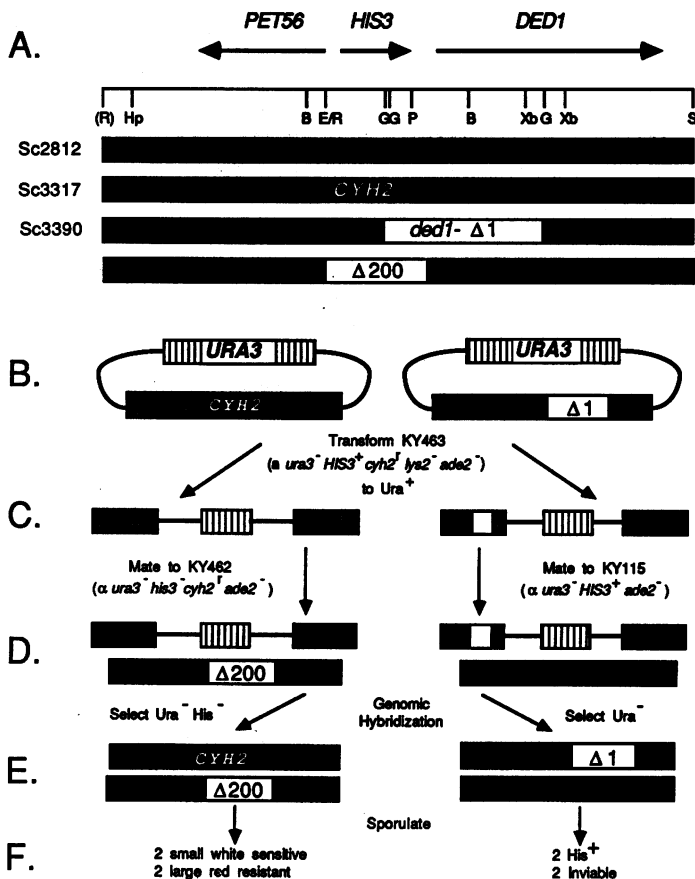 PET56 HIS3 DED1
A.
(R) Hp B E/R GG P B Xb G Xb S
Sc2812
Sc3317 CYH2
Sc3390 ded1- Δ1
Δ200
B.
URA3 URA3
CYH2 Δ1
Transform KY463
(a ura3⁻ HIS3⁺ cyh2ʳ lys2⁻ ade2⁻)
to Ura⁺
C.
Mate to KY462
(α ura3⁻ his3⁻ cyh2ʳ ade2⁻)
Mate to KY115
(α ura3⁻ HIS3⁺ ade2⁻)
D.
Δ200
Select Ura⁻ His⁻
Genomic
Hybridization
Select Ura⁻
E.
CYH2 Δ1
Δ200
Sporulate
F.
2 small white sensitive
2 large red resistant
2 His⁺
2 Inviable